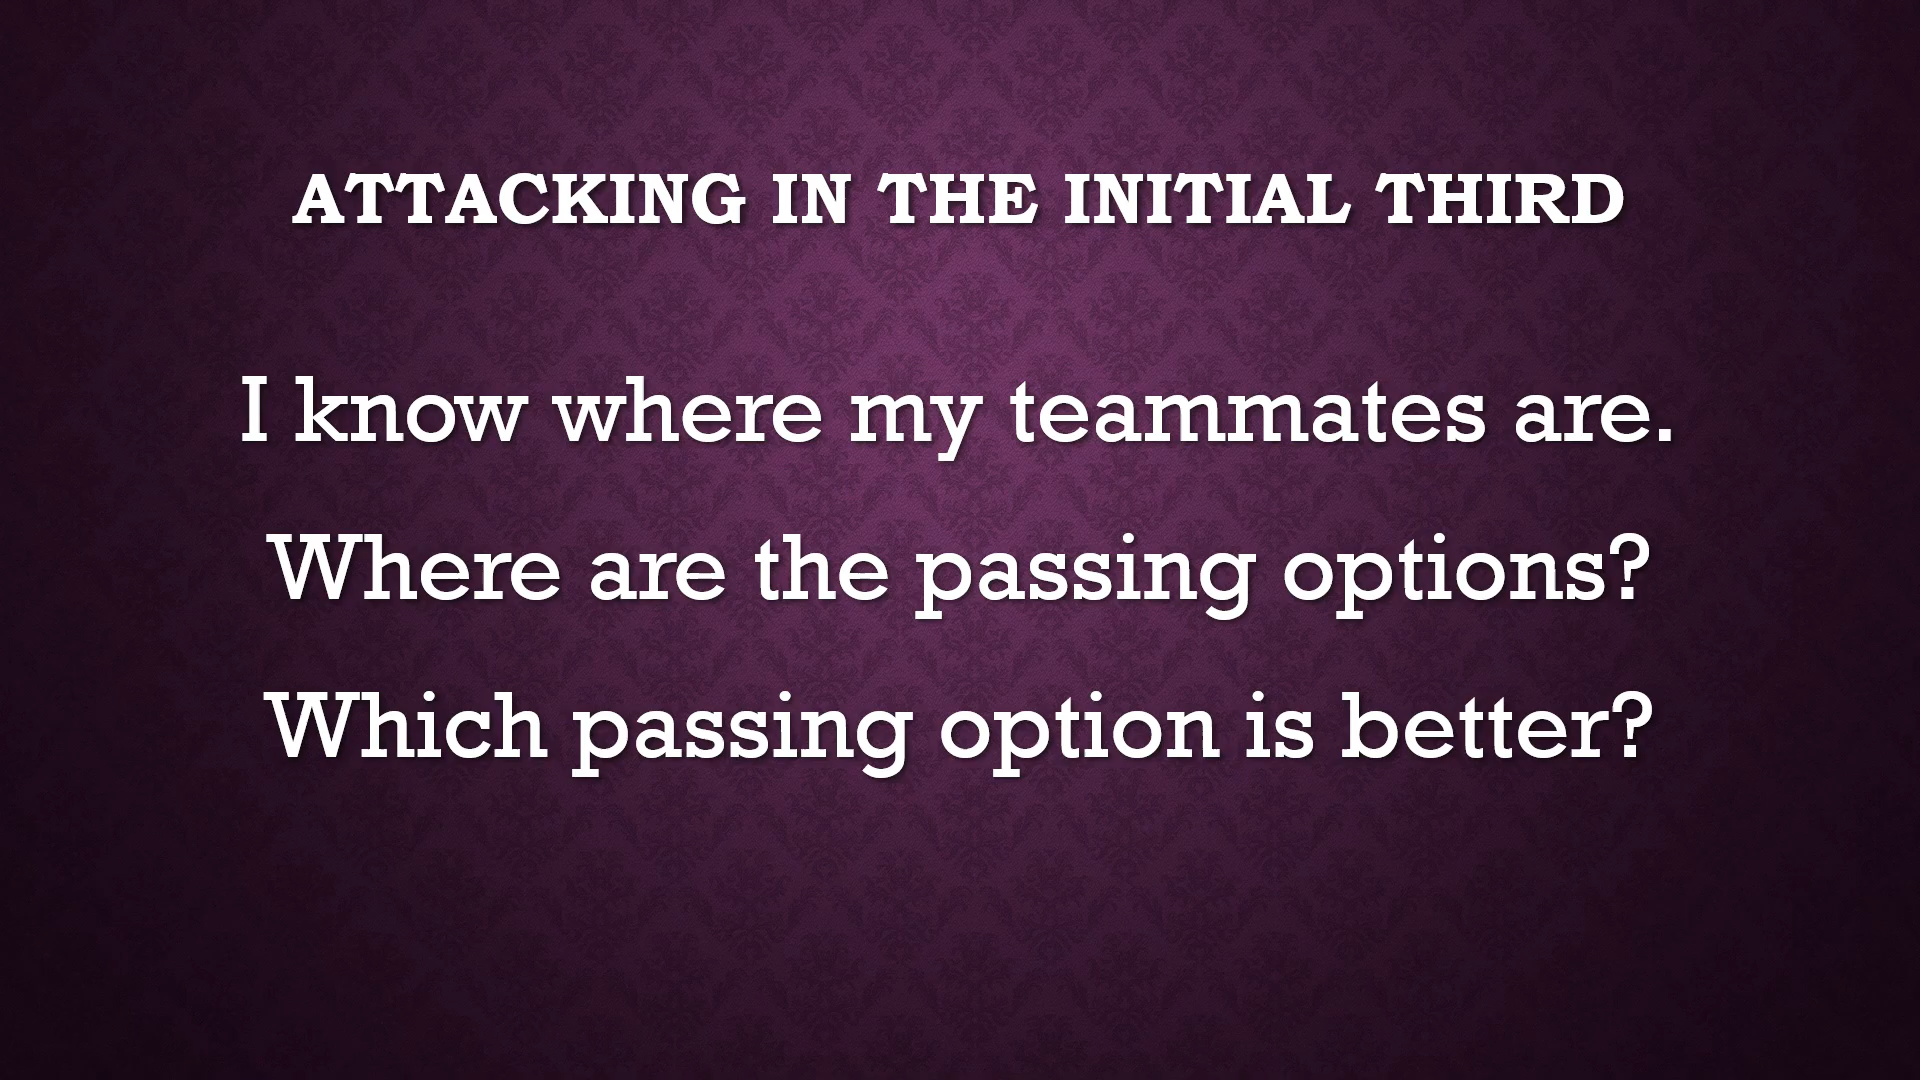 ATTACKING IN THE INITIAL THIRD
I know where my teammates are.
Where are the passing options?
Which passing option is better?